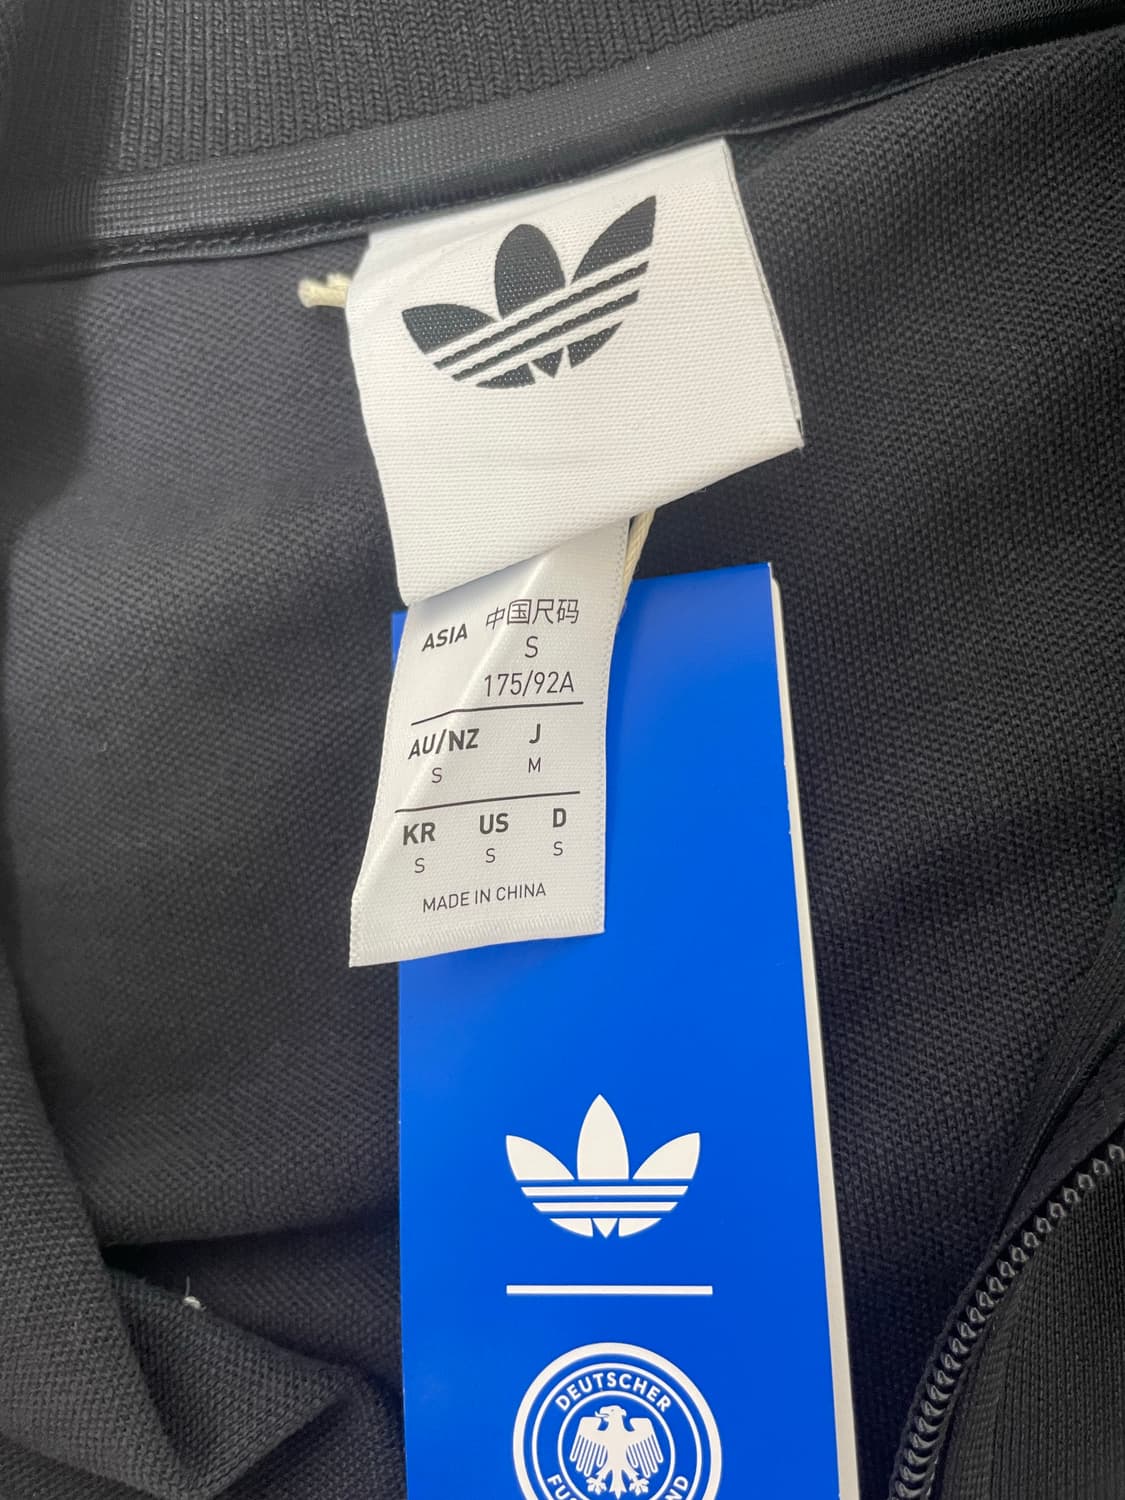 ASIA 中国尺码
S
175/92A
AU/NZ J
S M
KR US D
S S S
MADE IN CHINA
DEUTSCHER